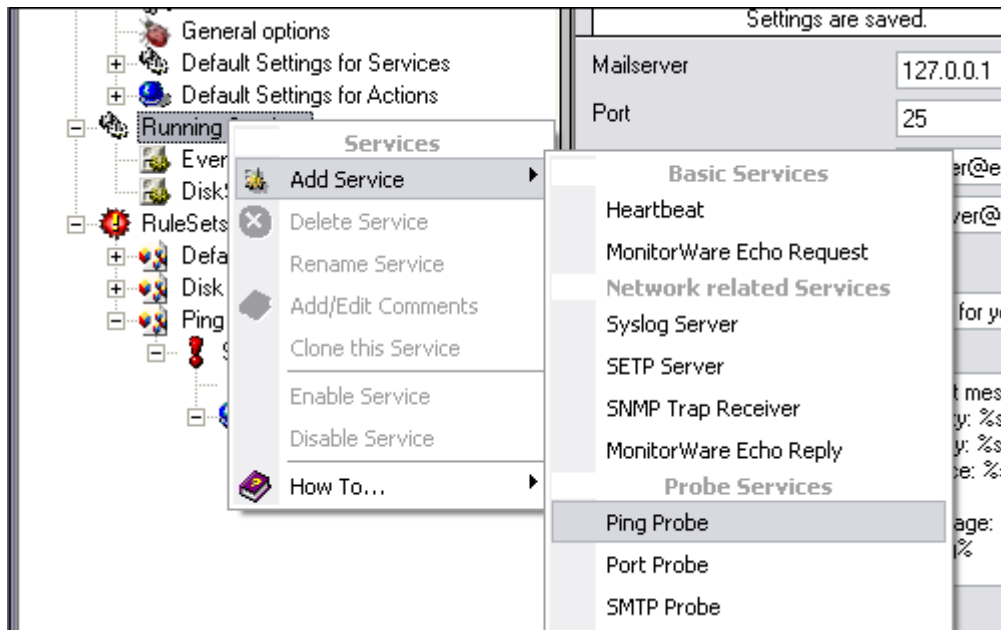 General options
Default Settings for Services
Default Settings for Actions
Running
RuleSets
Disk
Ping
Services
Add Service
Delete Service
Rename Service
Add/Edit Comments
Clone this Service
Enable Service
Disable Service
How To...
Basic Services
Heartbeat
MonitorWare Echo Request
Network related Services
Syslog Server
SETP Server
SNMP Trap Receiver
MonitorWare Echo Reply
Probe Services
Ping Probe
Port Probe
SMTP Probe
Settings are saved.
Mailserver
127.0.0.1
Port
25
for